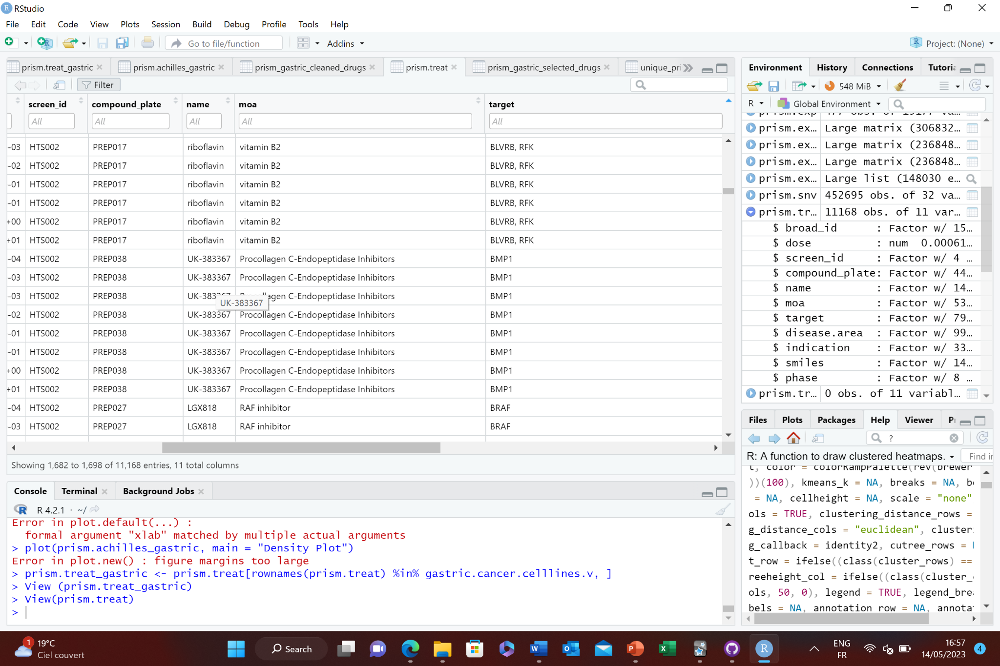 RStudio
File Edit Code View Plots Session Build Debug Profile Tools Help
Go to file/function Addins Project: (None)
prism.treat_gastric prism.achilles_gastric prism_gastric_cleaned_drugs prism.treat prism_gastric_selected_drugs unique_pri
Filter
screen_id compound_plate name moa target
All All All All All
-03 HTS002 PREP017 riboflavin vitamin B2 BLVRB, RFK
-02 HTS002 PREP017 riboflavin vitamin B2 BLVRB, RFK
-01 HTS002 PREP017 riboflavin vitamin B2 BLVRB, RFK
-01 HTS002 PREP017 riboflavin vitamin B2 BLVRB, RFK
+00 HTS002 PREP017 riboflavin vitamin B2 BLVRB, RFK
+01 HTS002 PREP017 riboflavin vitamin B2 BLVRB, RFK
-04 HTS002 PREP038 UK-383367 Procollagen C-Endopeptidase Inhibitors BMP1
-03 HTS002 PREP038 UK-383367 Procollagen C-Endopeptidase Inhibitors BMP1
-03 HTS002 PREP038 UK-383367 Procollagen C-Endopeptidase Inhibitors BMP1
UK-383367
-02 HTS002 PREP038 UK-383367 Procollagen C-Endopeptidase Inhibitors BMP1
-01 HTS002 PREP038 UK-383367 Procollagen C-Endopeptidase Inhibitors BMP1
-01 HTS002 PREP038 UK-383367 Procollagen C-Endopeptidase Inhibitors BMP1
+00 HTS002 PREP038 UK-383367 Procollagen C-Endopeptidase Inhibitors BMP1
+01 HTS002 PREP038 UK-383367 Procollagen C-Endopeptidase Inhibitors BMP1
-04 HTS002 PREP027 LGX818 RAF inhibitor BRAF
-03 HTS002 PREP027 LGX818 RAF inhibitor BRAF
Showing 1,682 to 1,698 of 11,168 entries, 11 total columns
Console Terminal Background Jobs
R 4.2.1 · ~/
Error in plot.default(...) :
formal argument "xlab" matched by multiple actual arguments
> plot(prism.achilles_gastric, main = "Density Plot")
Error in plot.new() : figure margins too large
> prism.treat_gastric <- prism.treat[rownames(prism.treat) %in% gastric.cancer.celllines.v, ]
> View (prism.treat_gastric)
> View(prism.treat)
>
Environment History Connections Tutoria
548 MiB
R Global Environment
prism.ex… Large matrix (306832…
prism.ex… Large matrix (236848…
prism.ex… Large matrix (236848…
prism.ex… Large list (148030 e…
prism.snv 452695 obs. of 32 va…
prism.tr… 11168 obs. of 11 var…
$ broad_id : Factor w/ 15…
$ dose : num 0.00061…
$ screen_id : Factor w/ 4 …
$ compound_plate: Factor w/ 44…
$ name : Factor w/ 14…
$ moa : Factor w/ 53…
$ target : Factor w/ 79…
$ disease.area : Factor w/ 99…
$ indication : Factor w/ 33…
$ smiles : Factor w/ 14…
$ phase : Factor w/ 8 …
prism.tr… 0 obs. of 11 variabl…
Files Plots Packages Help Viewer
?
R: A function to draw clustered heatmaps. Find in
t, color = colorRampPalette(rev(brewer
))(100), kmeans_k = NA, breaks = NA, bo
= NA, cellheight = NA, scale = "none"
ols = TRUE, clustering_distance_rows =
g_distance_cols = "euclidean", cluster
g_callback = identity2, cutree_rows =
t_row = ifelse((class(cluster_rows) ==
reeheight_col = ifelse((class(cluster_
ols, 50, 0), legend = TRUE, legend_brea
bels = NA, annotation_row = NA, annota
1 19°C
Ciel couvert
Search
ENG
FR
16:57
14/05/2023
4